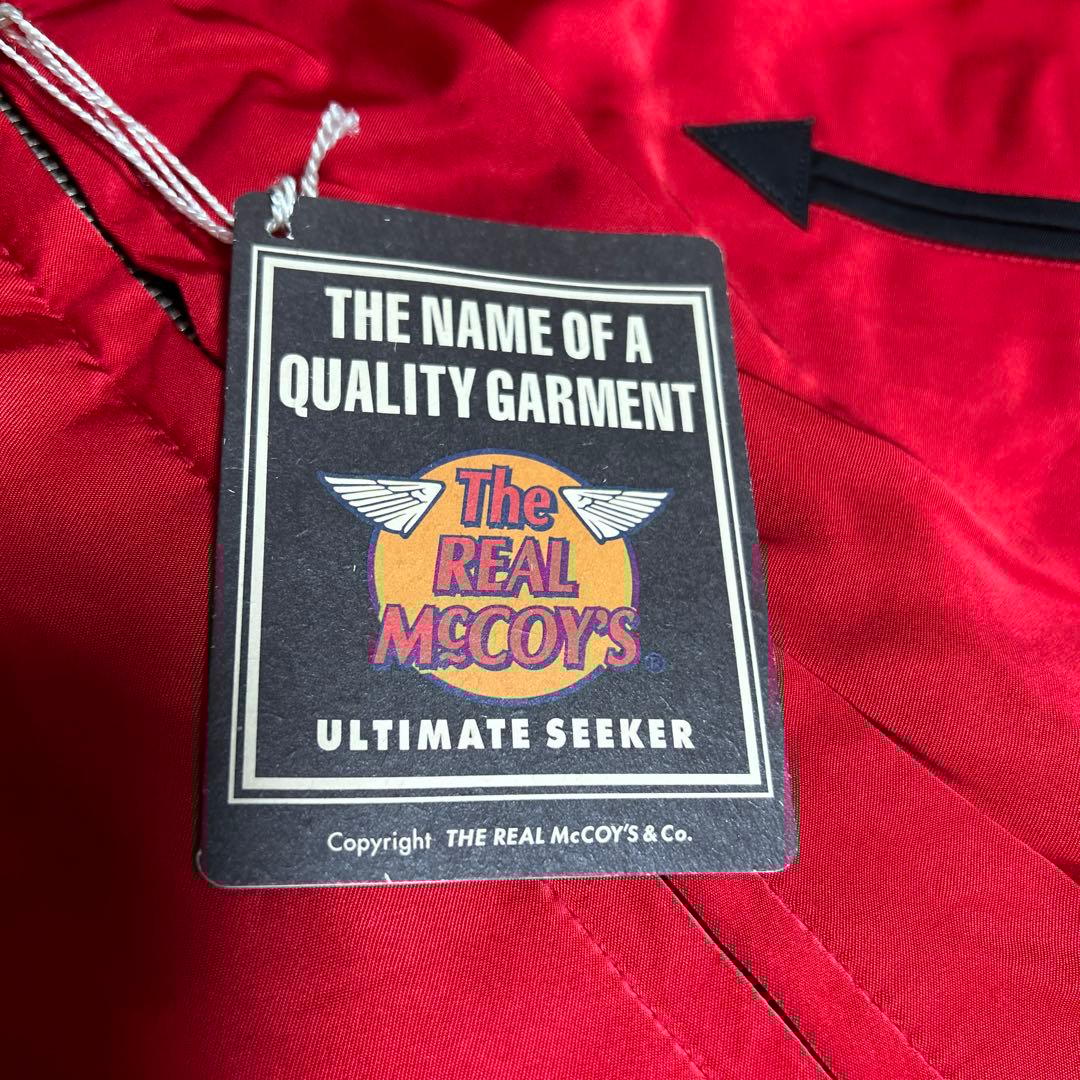 THE NAME OF A
QUALITY GARMENT
The
REAL
McCOY'S®
ULTIMATE SEEKER
Copyright THE REAL McCOY'S & Co.